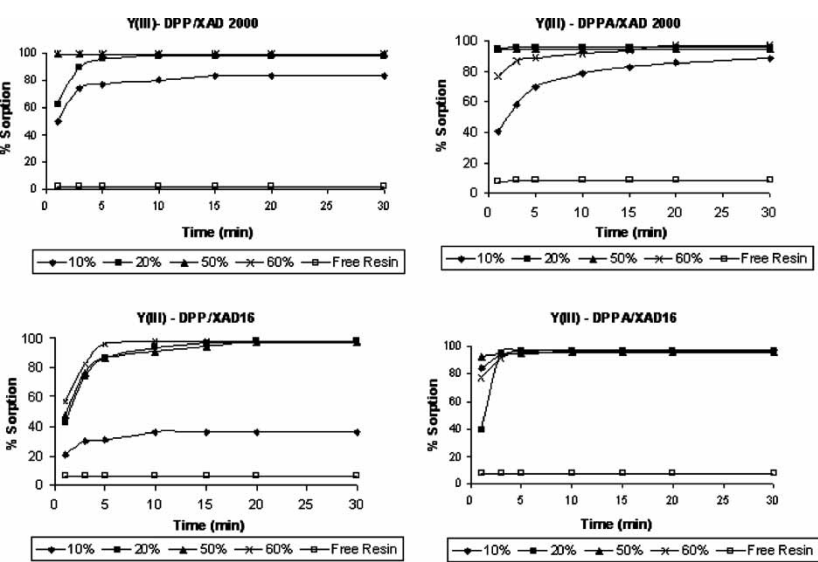 Y(III)- DPP/XAD 2000
% Sorption
100
80
60
40
20
0
0 5 10 15 20 25 30
Time (min)
10% 20% 50% 60% Free Resin
Y(III) - DPPA/XAD 2000
% Sorption
100
80
60
40
20
0
0 5 10 15 20 25 30
Time (min)
10% 20% 50% 60% Free Resin
Y(III) - DPP/XAD16
% Sorption
100
80
60
40
20
0
0 5 10 15 20 25 30
Time (min)
10% 20% 50% 60% Free Resin
Y(III) - DPPA/XAD16
% Sorption
100
80
60
40
20
0
0 5 10 15 20 25 30
Time (min)
10% 20% 50% 60% Free Resin